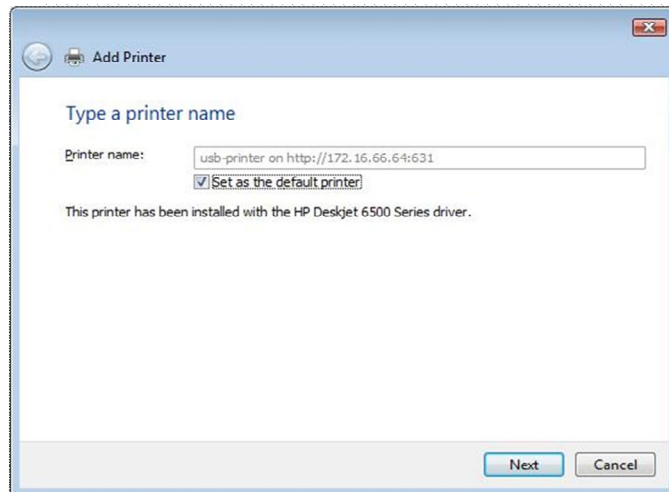 Add Printer
Type a printer name
Printer name: usb-printer on http://172.16.66.64:631
Set as the default printer
This printer has been installed with the HP Deskjet 6500 Series driver.
Next Cancel